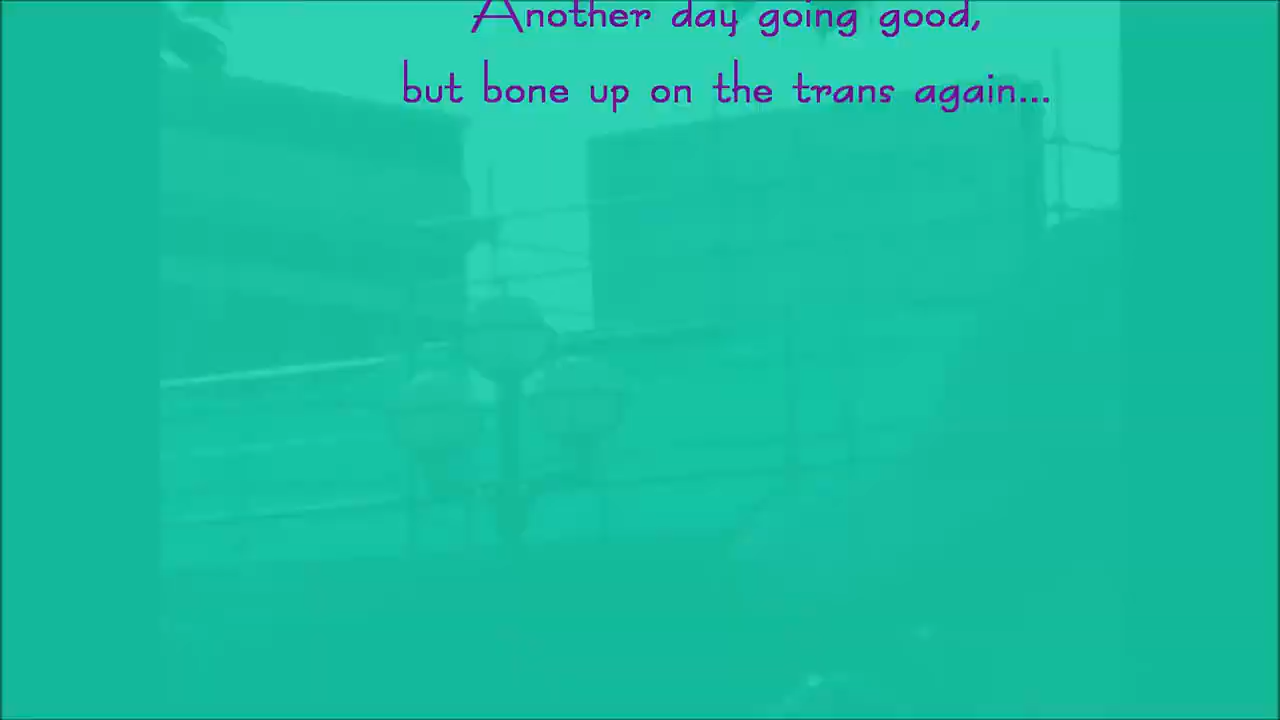 Another day going good,
but bone up on the trans again...